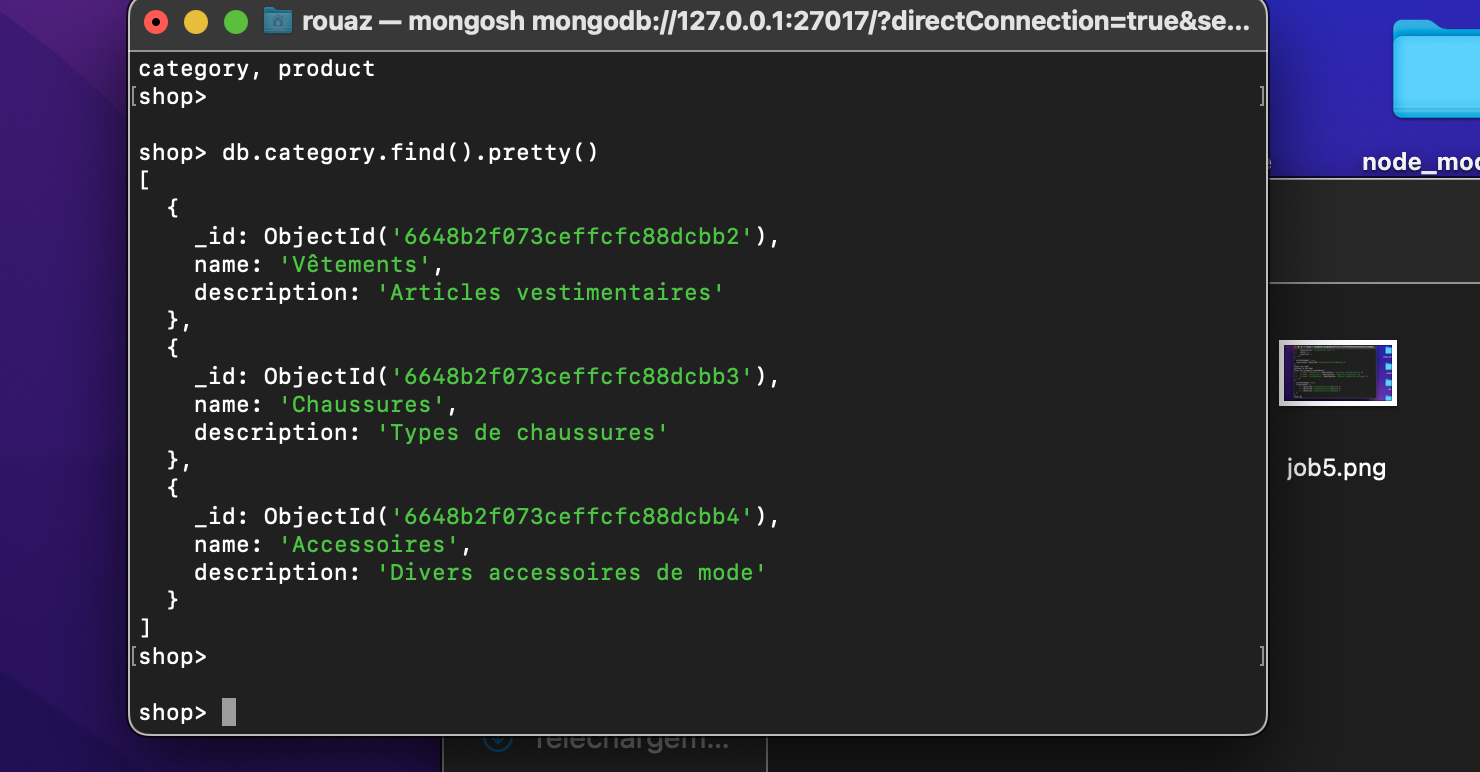 rouaz — mongosh mongodb://127.0.0.1:27017/?directConnection=true&se...
category, product
[shop> ]
shop> db.category.find().pretty()
[
{
_id: ObjectId('6648b2f073ceffcfc88dcbb2'),
name: 'Vêtements',
description: 'Articles vestimentaires'
},
{
_id: ObjectId('6648b2f073ceffcfc88dcbb3'),
name: 'Chaussures',
description: 'Types de chaussures'
},
{
_id: ObjectId('6648b2f073ceffcfc88dcbb4'),
name: 'Accessoires',
description: 'Divers accessoires de mode'
}
]
[shop> ]
shop>
node_mod
job5.png
Téléchargem...